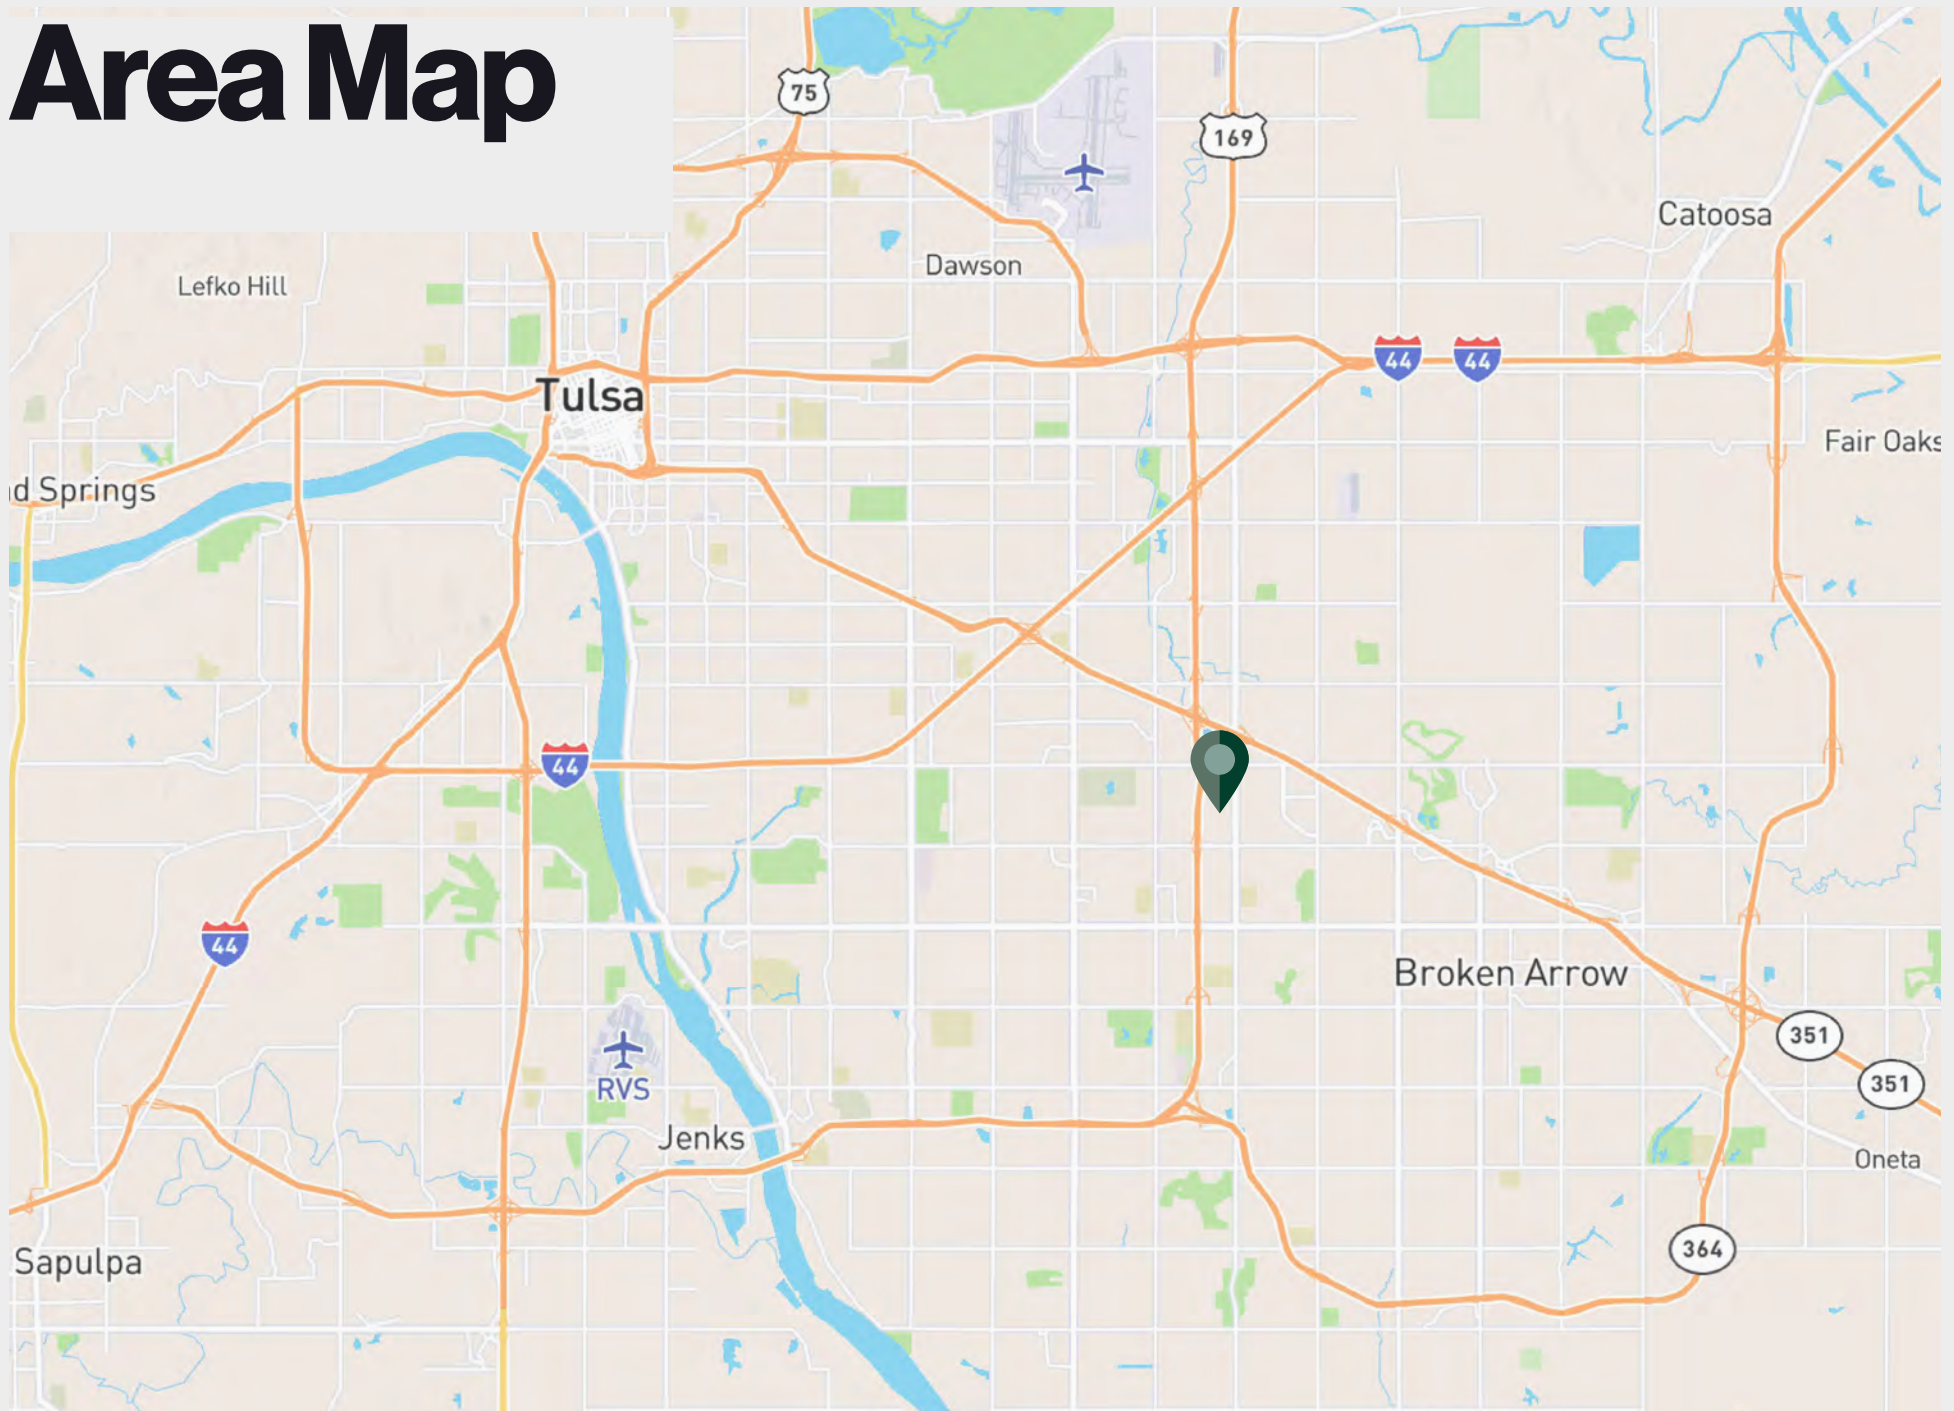 Area Map
75
169
Catoosa
Dawson
Lefko Hill
44
44
Tulsa
Fair Oaks
d Springs
44
44
Broken Arrow
351
RVS
351
Jenks
Oneta
364
Sapulpa